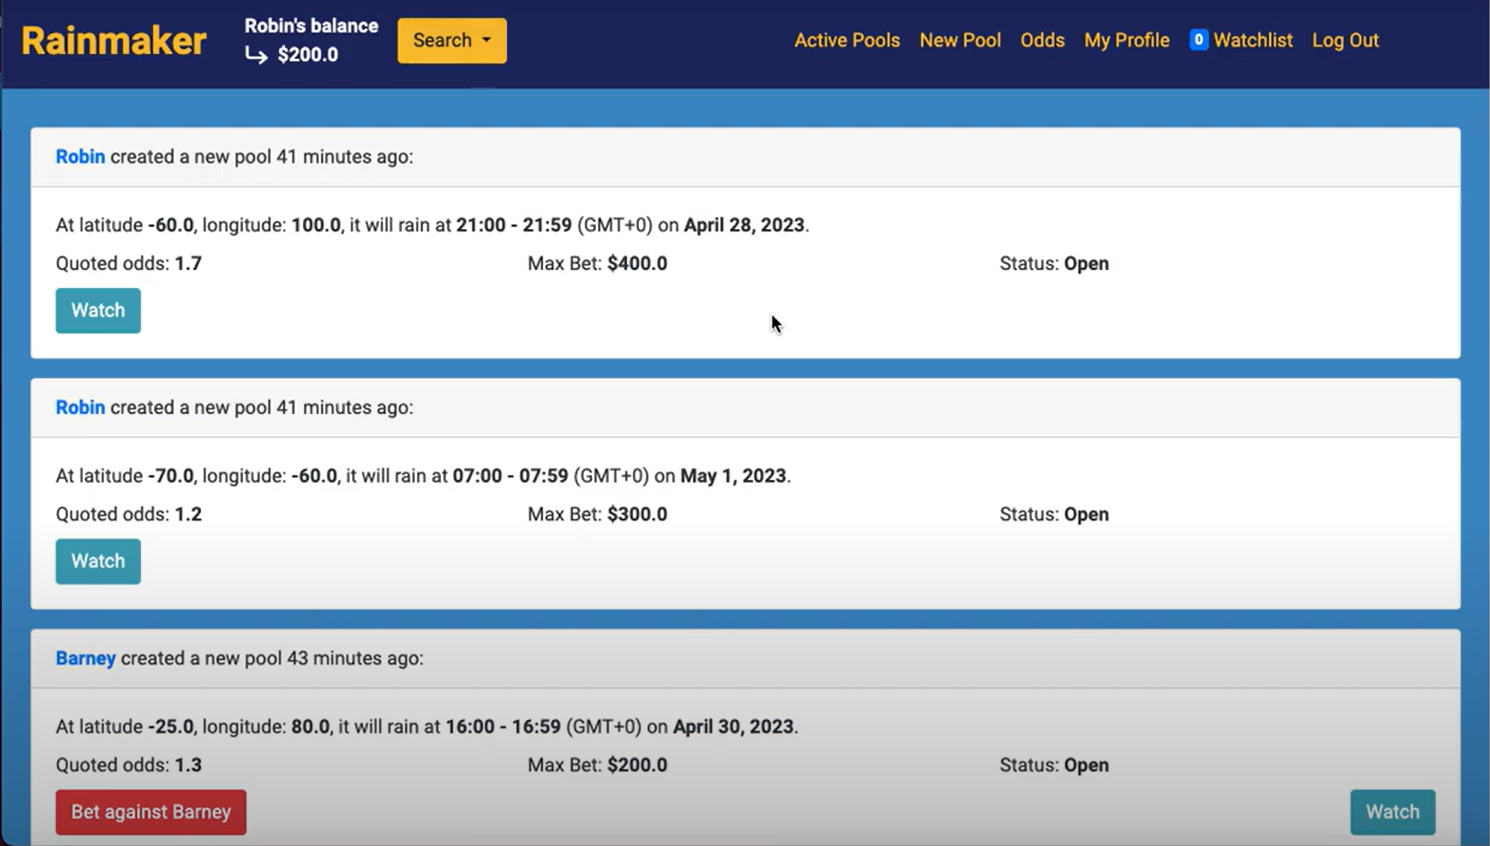 Rainmaker
Robin's balance
↳ $200.0
Search
Active Pools New Pool Odds My Profile 0 Watchlist Log Out
Robin created a new pool 41 minutes ago:
At latitude -60.0, longitude: 100.0, it will rain at 21:00 - 21:59 (GMT+0) on April 28, 2023.
Quoted odds: 1.7 Max Bet: $400.0 Status: Open
Watch
Robin created a new pool 41 minutes ago:
At latitude -70.0, longitude: -60.0, it will rain at 07:00 - 07:59 (GMT+0) on May 1, 2023.
Quoted odds: 1.2 Max Bet: $300.0 Status: Open
Watch
Barney created a new pool 43 minutes ago:
At latitude -25.0, longitude: 80.0, it will rain at 16:00 - 16:59 (GMT+0) on April 30, 2023.
Quoted odds: 1.3 Max Bet: $200.0 Status: Open
Bet against Barney Watch